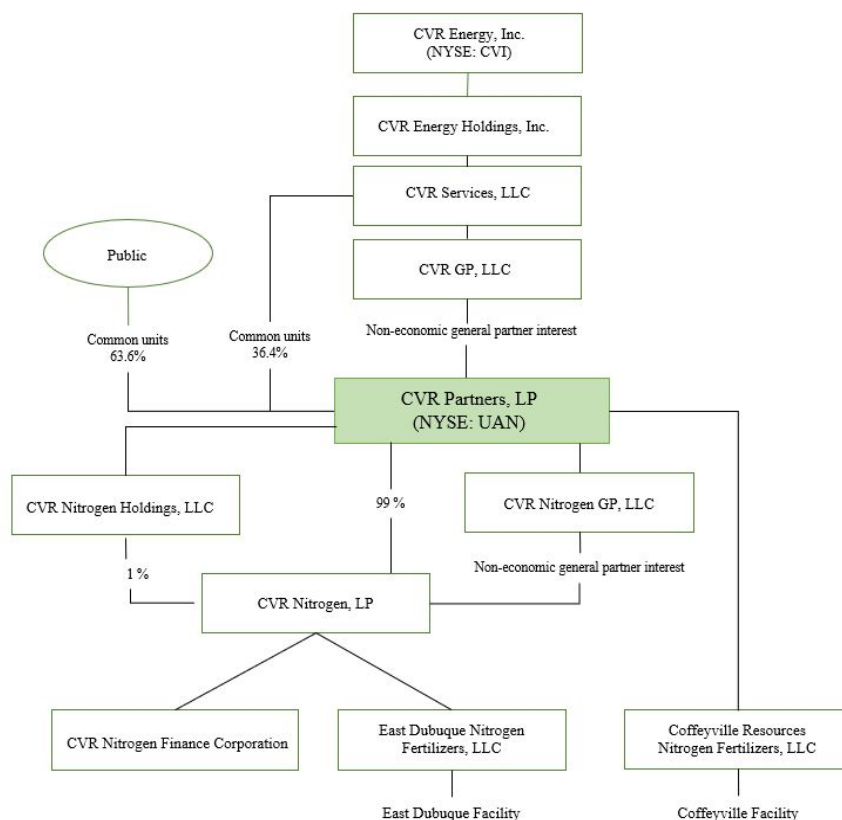 CVR Energy, Inc.
(NYSE: CVI)
CVR Energy Holdings, Inc.
CVR Services, LLC
Public
CVR GP, LLC
Common units
63.6%
Common units
36.4%
Non-economic general partner interest
CVR Partners, LP
(NYSE: UAN)
CVR Nitrogen Holdings, LLC
99 %
CVR Nitrogen GP, LLC
1 %
Non-economic general partner interest
CVR Nitrogen, LP
CVR Nitrogen Finance Corporation
East Dubuque Nitrogen
Fertilizers, LLC
Coffeyville Resources
Nitrogen Fertilizers, LLC
East Dubuque Facility
Coffeyville Facility